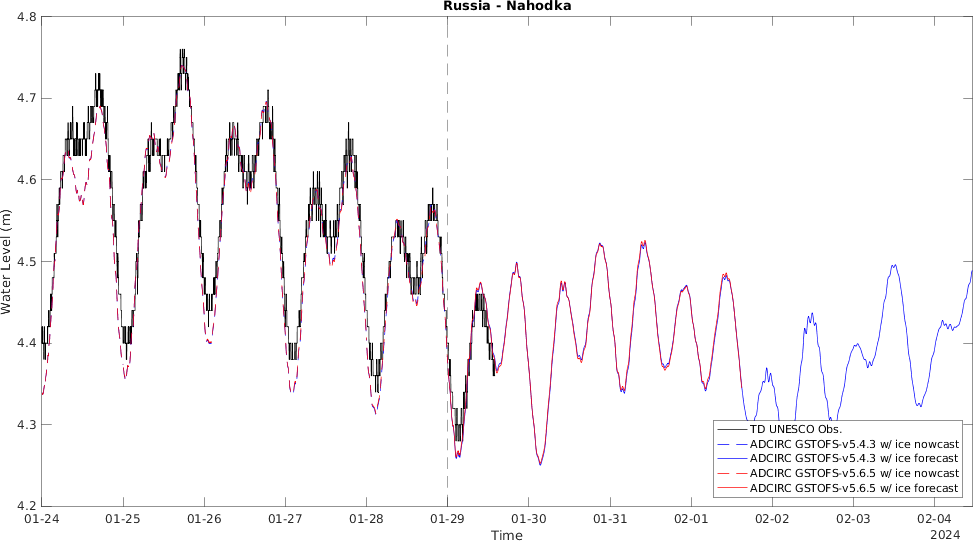 Russia - Nahodka
4.8
4.7
4.6
4.5
4.4
4.3
4.2
Water Level (m)
TD UNESCO Obs.
ADCIRC GSTOFS-v5.4.3 w/ ice nowcast
ADCIRC GSTOFS-v5.4.3 w/ ice forecast
ADCIRC GSTOFS-v5.6.5 w/ ice nowcast
ADCIRC GSTOFS-v5.6.5 w/ ice forecast
01-24 01-25 01-26 01-27 01-28 01-29 01-30 01-31 02-01 02-02 02-03 02-04
Time
2024